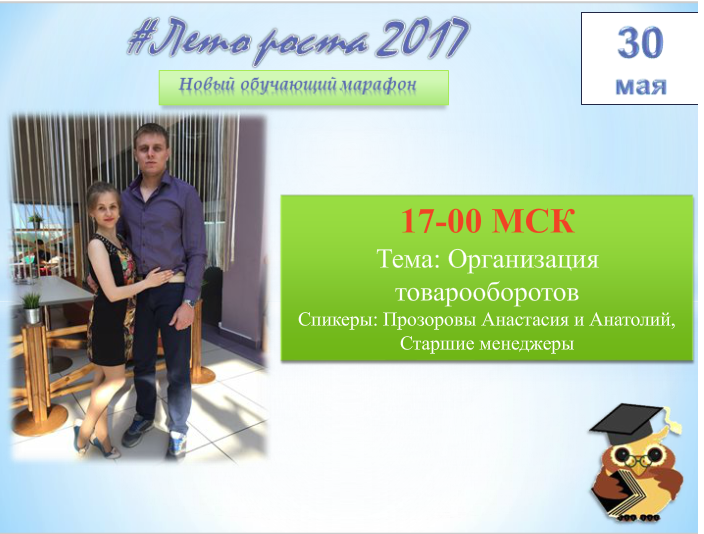 #Лето роста 2017
Новый обучающий марафон
30
мая
17-00 МСК
Тема: Организация
товарооборотов
Спикеры: Прозоровы Анастасия и Анатолий,
Старшие менеджеры